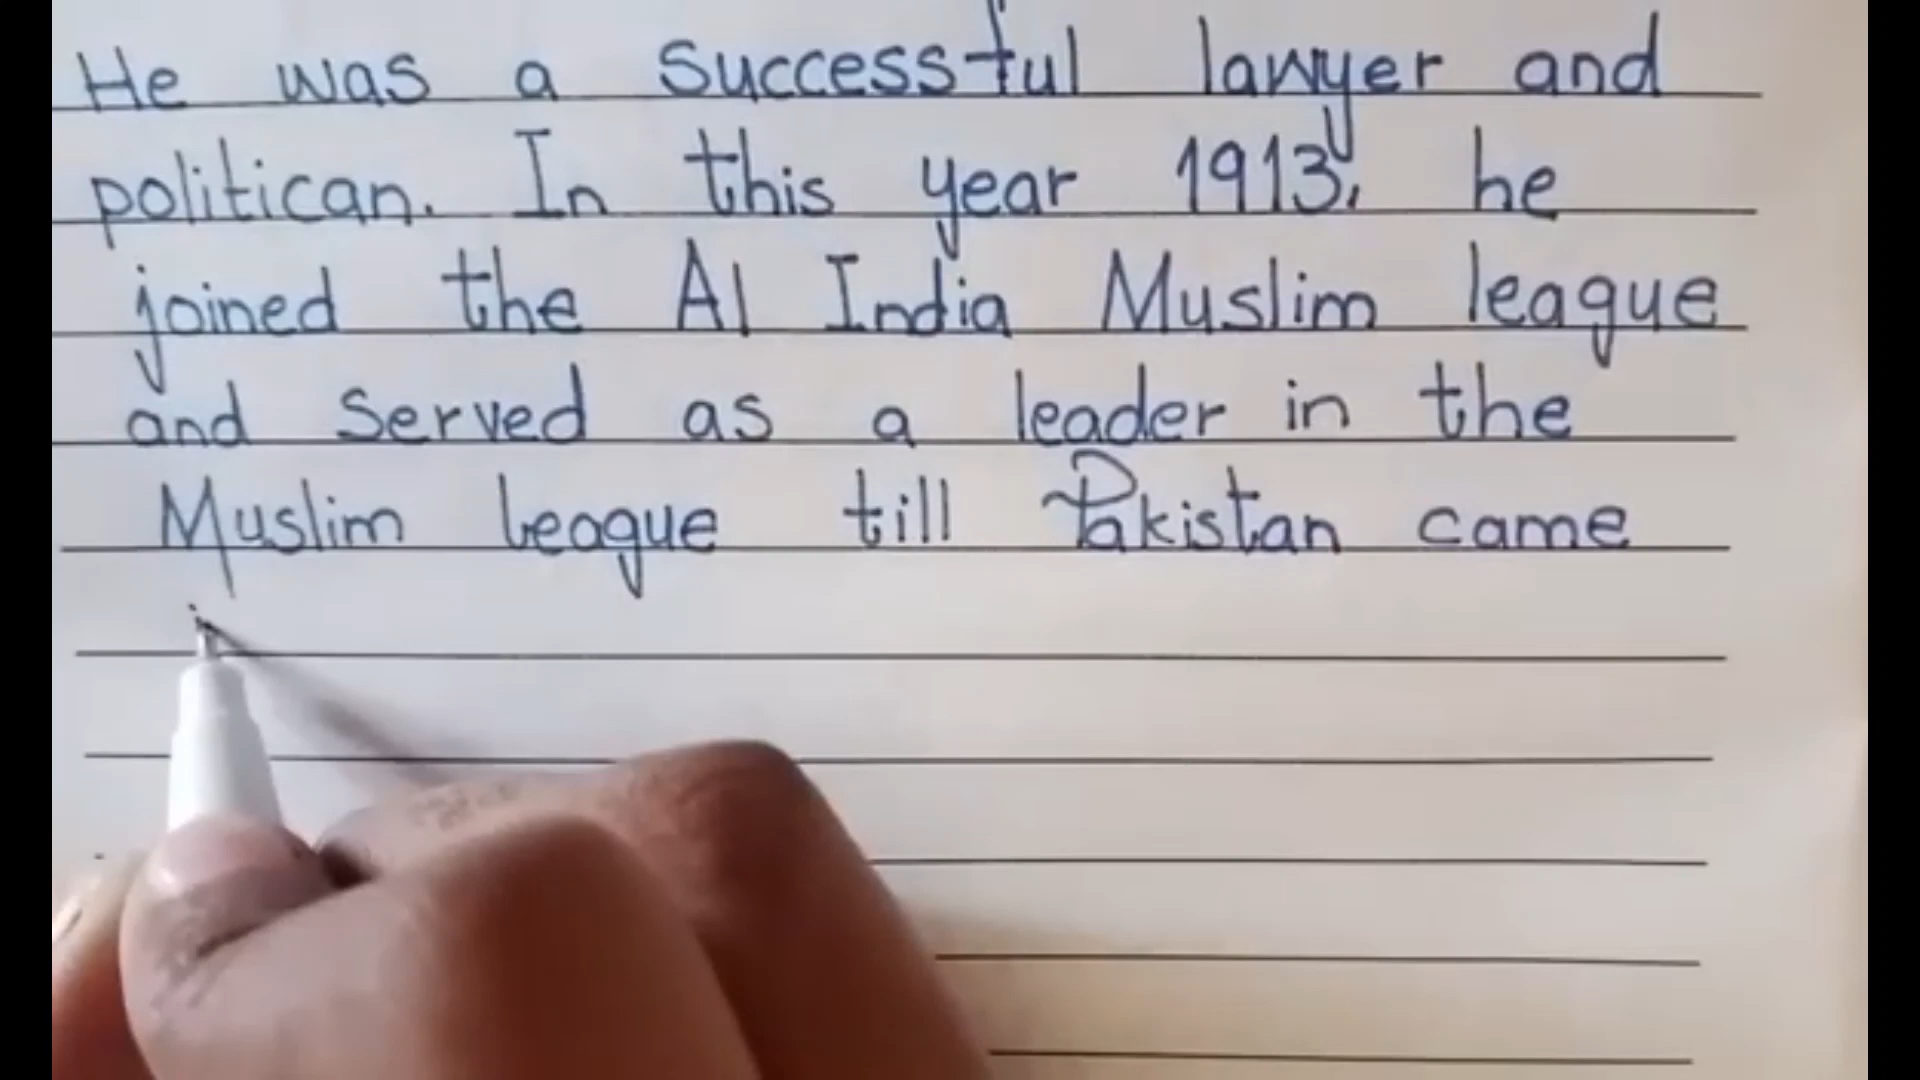 He was a successful lawyer and
politican. In this year 1913, he
joined the Al India Muslim league
and served as a leader in the
Muslim league till Pakistan came